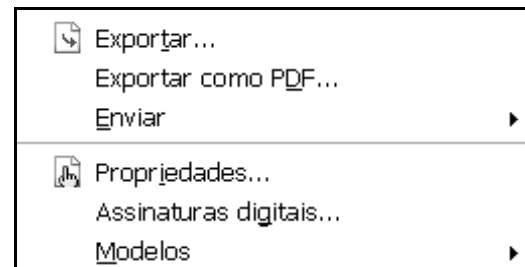 Exportar...
Exportar como PDF...
Enviar
Propriedades...
Assinaturas digitais...
Modelos